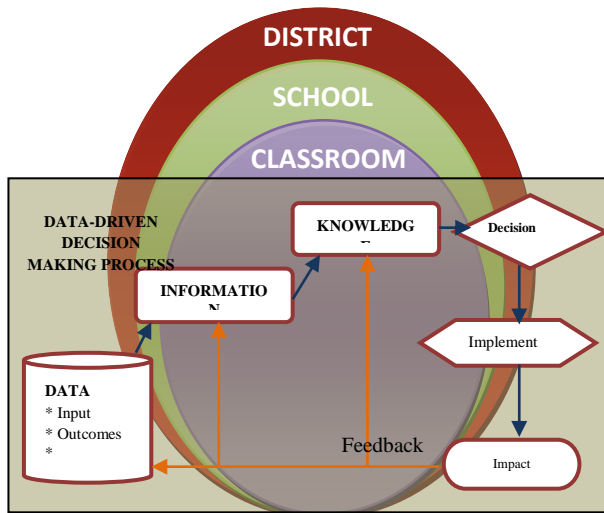 DISTRICT
SCHOOL
CLASSROOM
DATA-DRIVEN
DECISION
MAKING PROCESS
KNOWLEDG
Decision
INFORMATIO
N
Implement
DATA
* Input
* Outcomes
*
Feedback
Impact